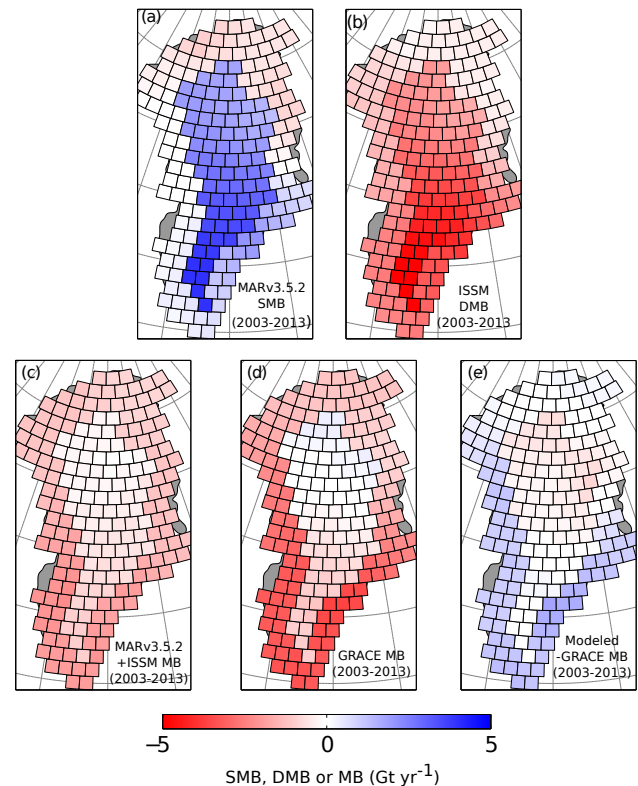 (a)
MARv3.5.2
SMB
(2003-2013)
(b)
ISSM
DMB
(2003-2013
(c)
MARv3.5.2
+ISSM MB
(2003-2013)
(d)
GRACE MB
(2003-2013)
(e)
Modeled
-GRACE MB
(2003-2013)
−5 0 5
SMB, DMB or MB (Gt yr⁻¹)